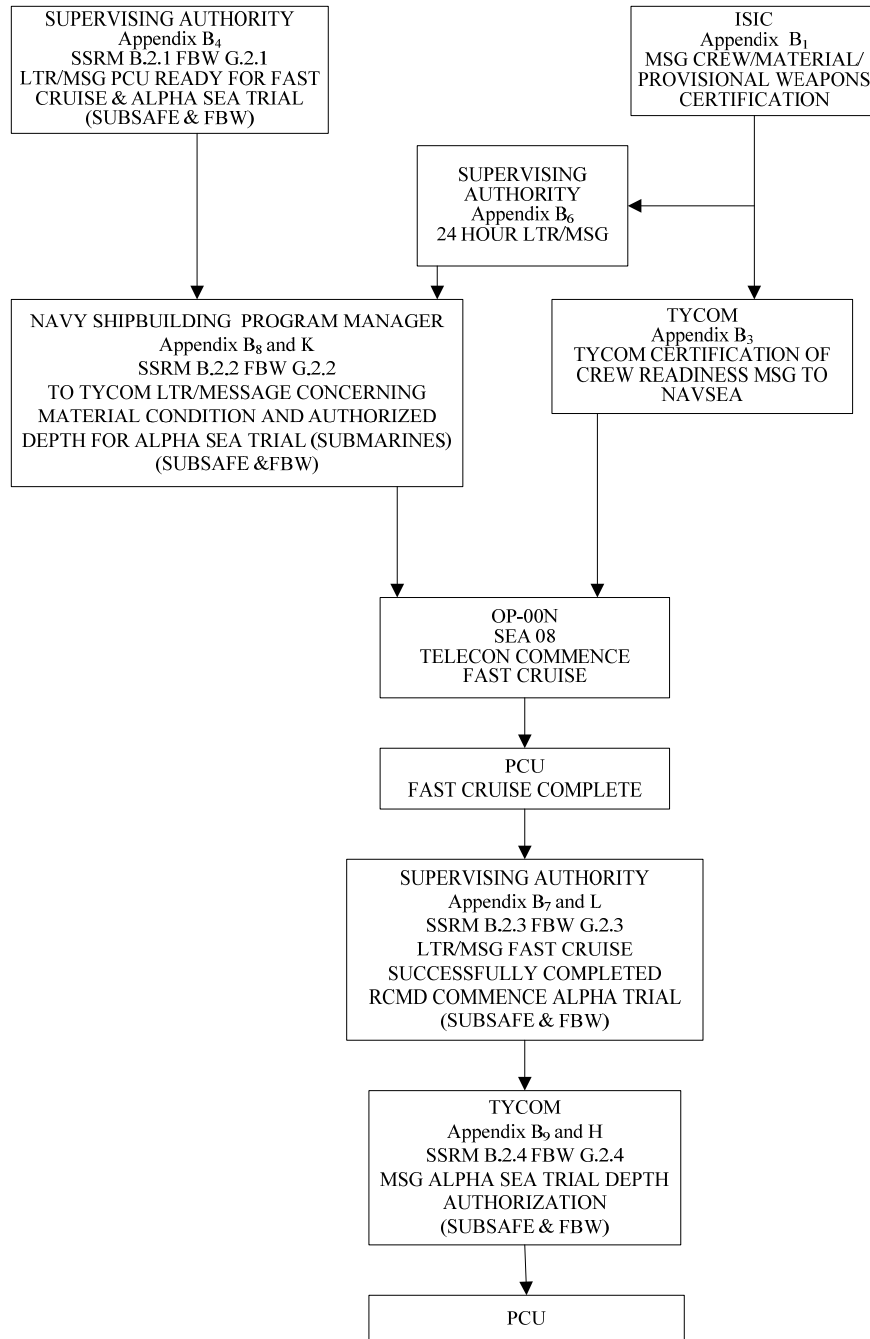 SUPERVISING AUTHORITY
Appendix B₄
SSRM B.2.1 FBW G.2.1
LTR/MSG PCU READY FOR FAST
CRUISE & ALPHA SEA TRIAL
(SUBSAFE & FBW)
ISIC
Appendix B₁
MSG CREW/MATERIAL/
PROVISIONAL WEAPONS
CERTIFICATION
SUPERVISING
AUTHORITY
Appendix B₆
24 HOUR LTR/MSG
NAVY SHIPBUILDING PROGRAM MANAGER
Appendix B₈ and K
SSRM B.2.2 FBW G.2.2
TO TYCOM LTR/MESSAGE CONCERNING
MATERIAL CONDITION AND AUTHORIZED
DEPTH FOR ALPHA SEA TRIAL (SUBMARINES)
(SUBSAFE &FBW)
TYCOM
Appendix B₃
TYCOM CERTIFICATION OF
CREW READINESS MSG TO
NAVSEA
OP-00N
SEA 08
TELECON COMMENCE
FAST CRUISE
PCU
FAST CRUISE COMPLETE
SUPERVISING AUTHORITY
Appendix B₇ and L
SSRM B.2.3 FBW G.2.3
LTR/MSG FAST CRUISE
SUCCESSFULLY COMPLETED
RCMD COMMENCE ALPHA TRIAL
(SUBSAFE & FBW)
TYCOM
Appendix B₉ and H
SSRM B.2.4 FBW G.2.4
MSG ALPHA SEA TRIAL DEPTH
AUTHORIZATION
(SUBSAFE & FBW)
PCU